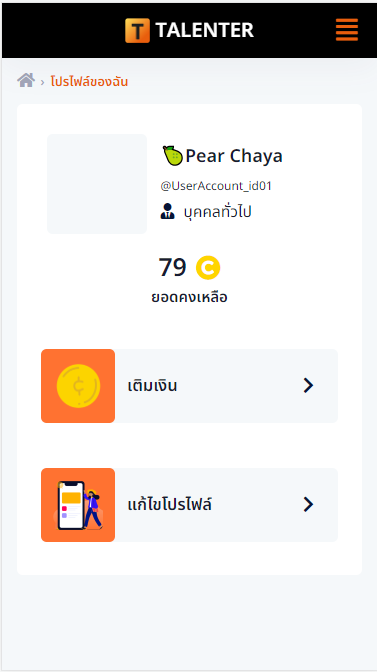 T TALENTER
› โปรไฟล์ของฉัน
Pear Chaya
@UserAccount_id01
บุคคลทั่วไป
79 C
ยอดคงเหลือ
เติมเงิน
แก้ไขโปรไฟล์